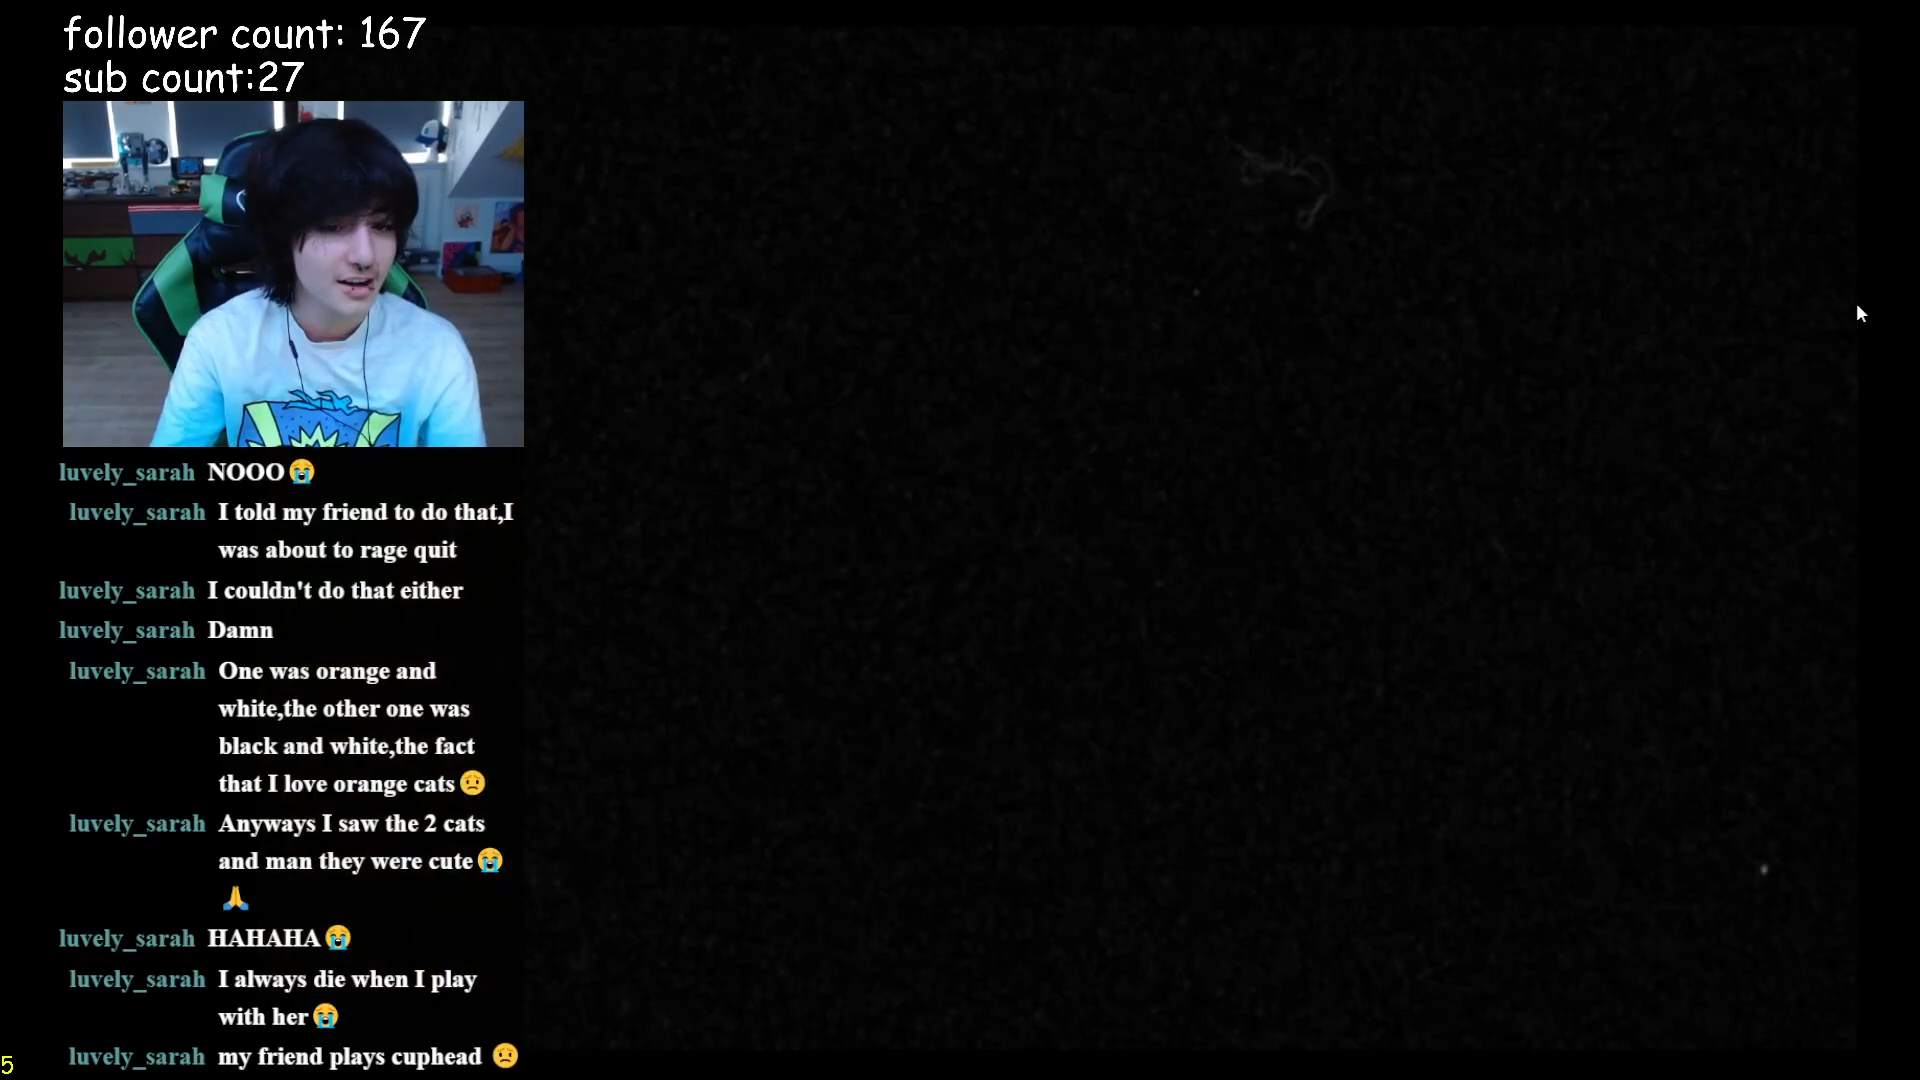 follower count: 167
sub count:27
luvely_sarah NOOO😭
luvely_sarah I told my friend to do that,I
was about to rage quit
luvely_sarah I couldn't do that either
luvely_sarah Damn
luvely_sarah One was orange and
white,the other one was
black and white,the fact
that I love orange cats😟
luvely_sarah Anyways I saw the 2 cats
and man they were cute😭
🙏
luvely_sarah HAHAHA😭
luvely_sarah I always die when I play
with her😭
luvely_sarah my friend plays cuphead 😟
5